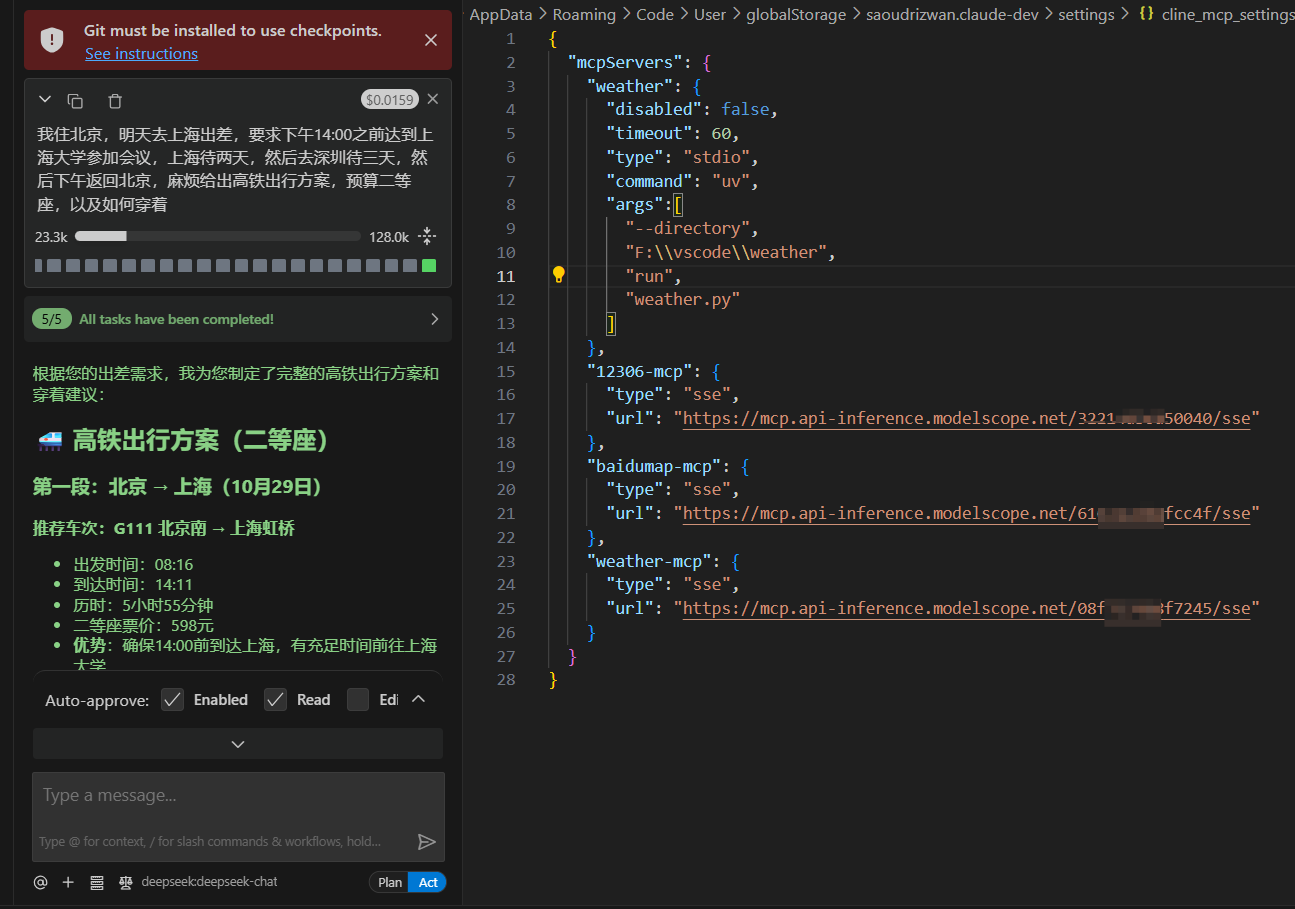 Git must be installed to use checkpoints.
See instructions
$0.0159
我住北京，明天去上海出差，要求下午14:00之前达到上
海大学参加会议，上海待两天，然后去深圳待三天，然
后下午返回北京，麻烦给出高铁出行方案，预算二等
座，以及如何穿着
23.3k 128.0k
5/5 All tasks have been completed!
根据您的出差需求，我为您制定了完整的高铁出行方案和
穿着建议：
高铁出行方案（二等座）
第一段：北京 → 上海（10月29日）
推荐车次：G111 北京南 → 上海虹桥
• 出发时间：08:16
• 到达时间：14:11
• 历时：5小时55分钟
• 二等座票价：598元
• 优势：确保14:00前到达上海，有充足时间前往上海
大学
Auto-approve: Enabled Read Edi
Type a message...
Type @ for context, / for slash commands & workflows, hold...
deepseek:deepseek-chat
Plan Act
AppData > Roaming > Code > User > globalStorage > saoudrizwan.claude-dev > settings > {} cline_mcp_settings
1 {
2 "mcpServers": {
3 "weather": {
4 "disabled": false,
5 "timeout": 60,
6 "type": "stdio",
7 "command": "uv",
8 "args":[
9 "--directory",
10 "F:\\vscode\\weather",
11 "run",
12 "weather.py"
13 ]
14 },
15 "12306-mcp": {
16 "type": "sse",
17 "url": "https://mcp.api-inference.modelscope.net/3221 50040/sse"
18 },
19 "baidumap-mcp": {
20 "type": "sse",
21 "url": "https://mcp.api-inference.modelscope.net/61 fcc4f/sse"
22 },
23 "weather-mcp": {
24 "type": "sse",
25 "url": "https://mcp.api-inference.modelscope.net/08f f7245/sse"
26 }
27 }
28 }